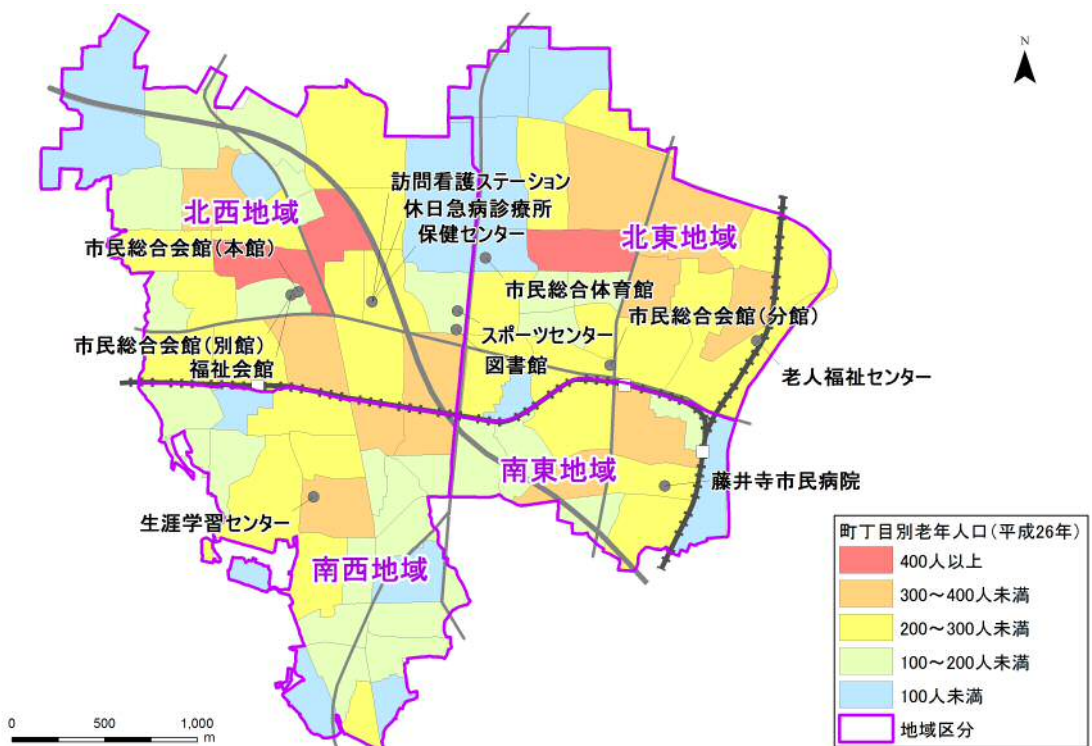 N
訪問看護ステーション
休日急病診療所
保健センター
北西地域
北東地域
市民総合会館(本館)
市民総合体育館
市民総合会館(分館)
スポーツセンター
市民総合会館(別館)
図書館
福祉会館
老人福祉センター
南東地域
藤井寺市民病院
生涯学習センター
南西地域
町丁目別老年人口(平成26年)
400人以上
300～400人未満
200～300人未満
100～200人未満
100人未満
地域区分
0 500 1,000
m